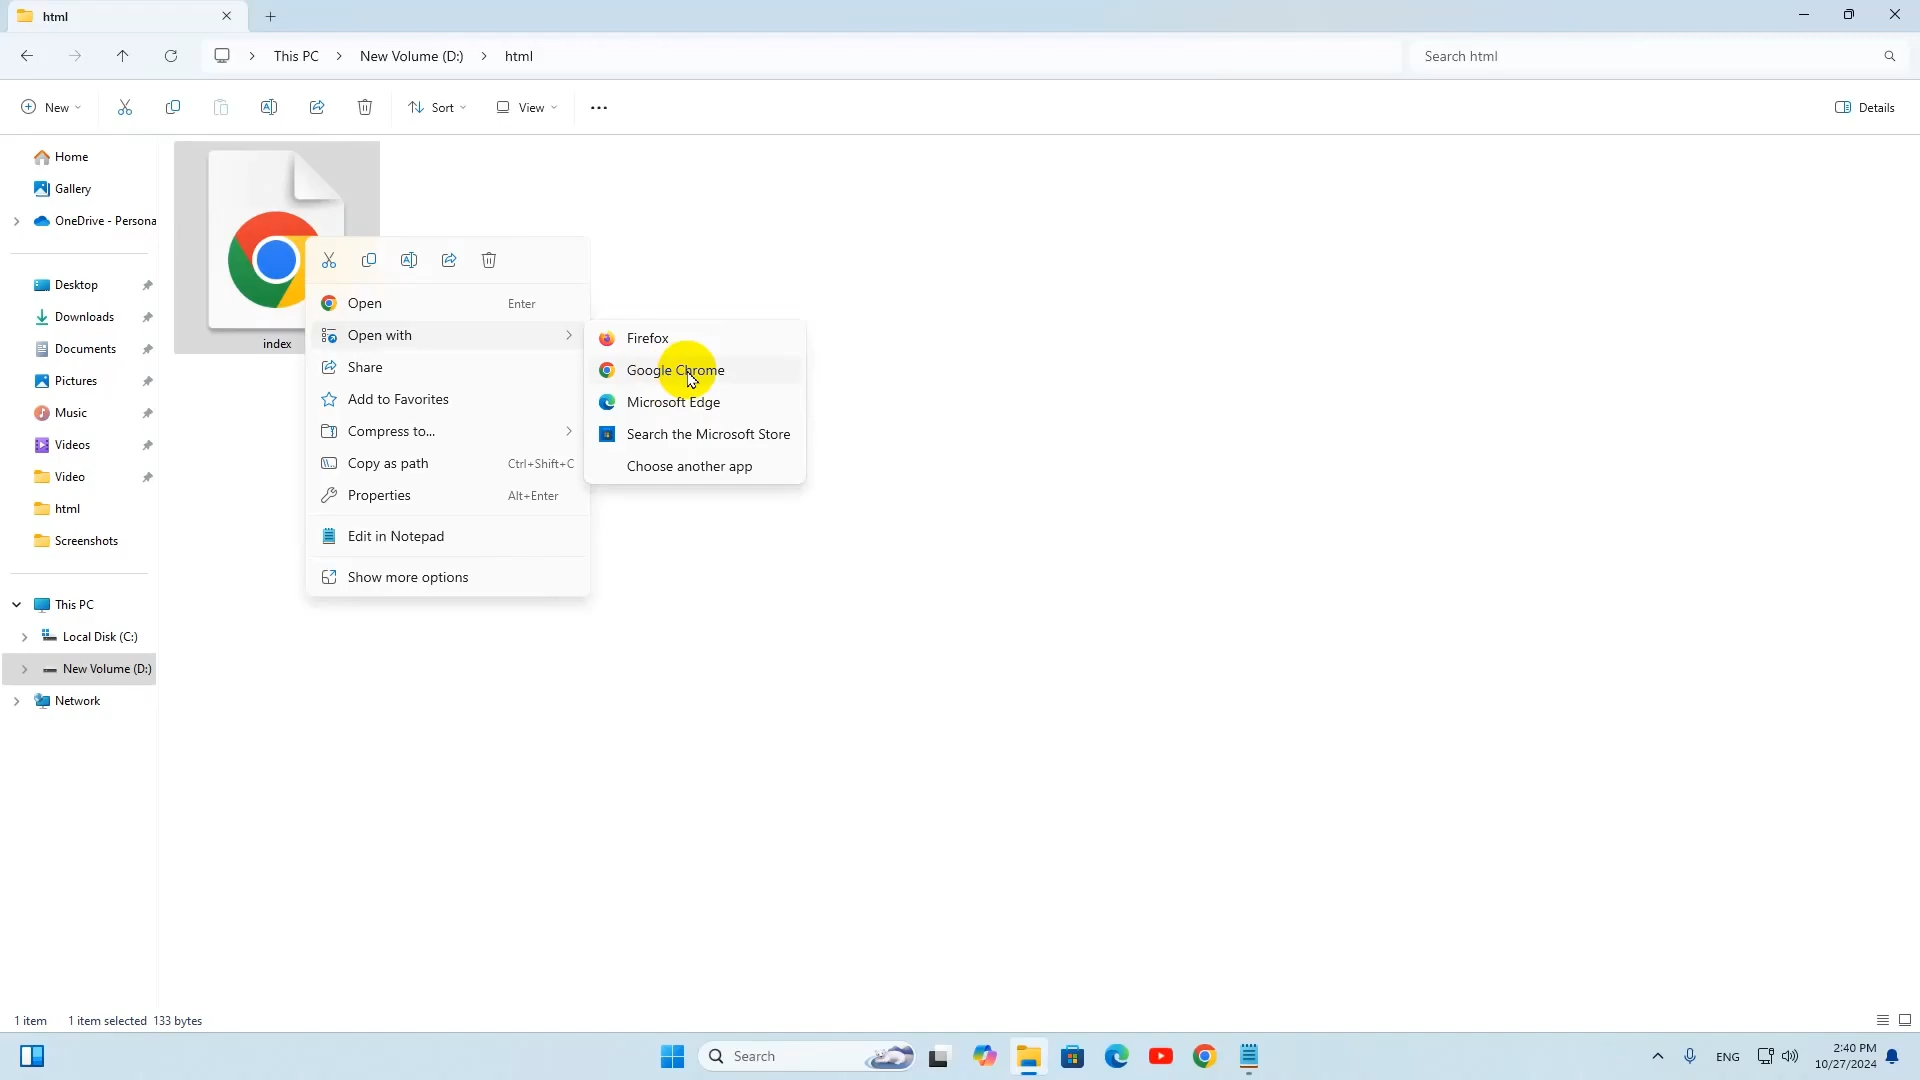 html
This PC
New Volume (D:)
html
Search html
New
Sort
View
Details
Home
Gallery
OneDrive - Persona
Desktop
Downloads
Documents
Pictures
Music
Videos
Video
html
Screenshots
This PC
Local Disk (C:)
New Volume (D:)
Network
index
Open Enter
Open with
Share
Add to Favorites
Compress to...
Copy as path Ctrl+Shift+C
Properties Alt+Enter
Edit in Notepad
Show more options
Firefox
Google Chrome
Microsoft Edge
Search the Microsoft Store
Choose another app
1 item 1 item selected 133 bytes
Search
ENG
2:40 PM
10/27/2024